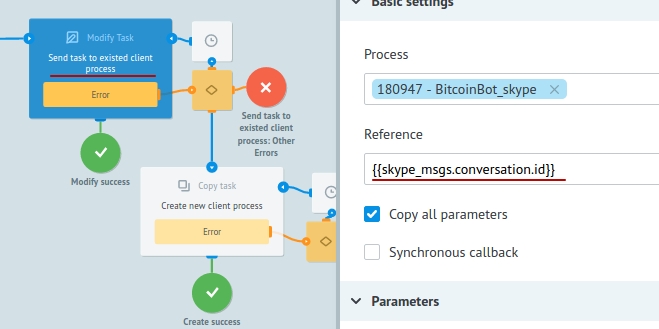 Modify Task
Send task to existed client
process
Error
Modify success
Send task to
existed client
process: Other
Errors
Copy task
Create new client process
Error
Create success
Basic settings
Process
180947 - BitcoinBot_skype
Reference
{{skype_msgs.conversation.id}}
Copy all parameters
Synchronous callback
Parameters